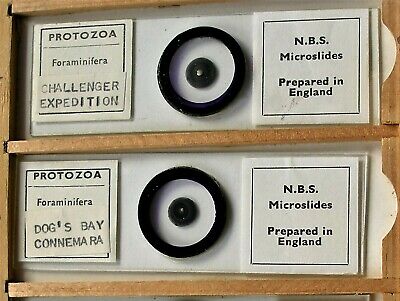 PROTOZOA
Foraminifera
CHALLENGER
EXPEDITION
N.B.S.
Microslides
Prepared in
England
PROTOZOA
Foraminifera
DOG'S BAY
CONNEMARA
N.B.S.
Microslides
Prepared in
England